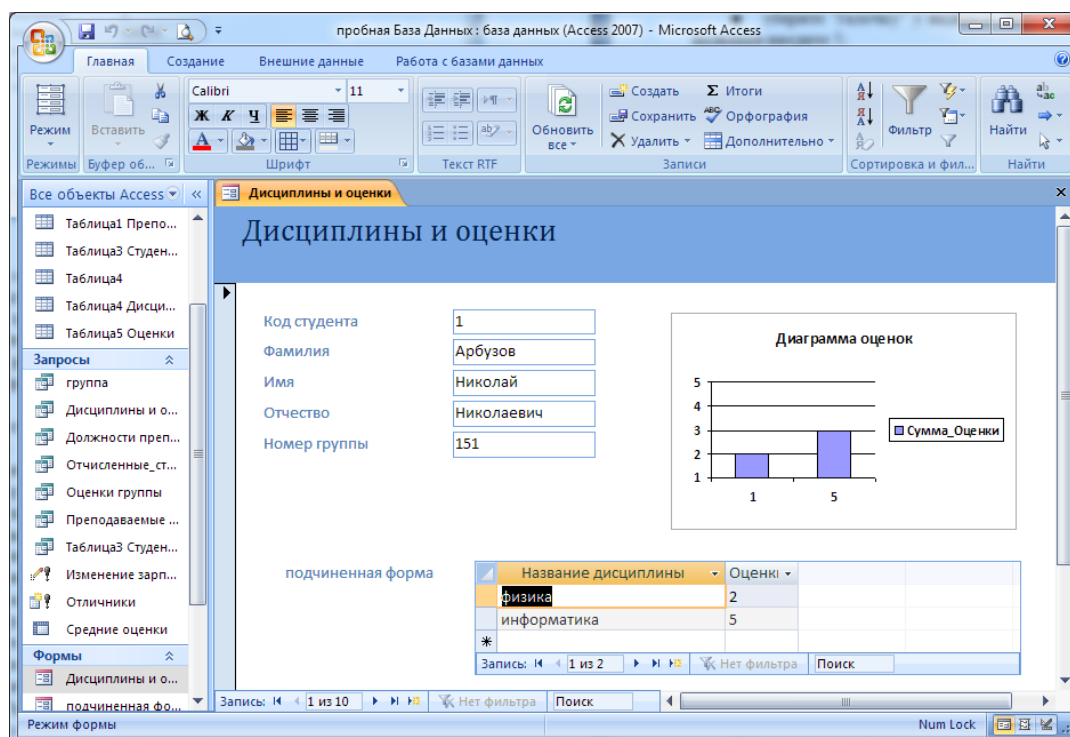 пробная База Данных : база данных (Access 2007) - Microsoft Access
Главная Создание Внешние данные Работа с базами данных
Режим
Режимы
Вставить
Буфер об...
Calibri 11
Ж К Ч
А
Шрифт
Текст RTF
Обновить все
Создать
Сохранить
Удалить
Итоги
Орфография
Дополнительно
Записи
Фильтр
Сортировка и фил...
Найти
Найти
Все объекты Access
Таблица1 Препо...
Таблица3 Студен...
Таблица4
Таблица4 Дисци...
Таблица5 Оценки
Запросы
группа
Дисциплины и о...
Должности преп...
Отчисленные_ст...
Оценки группы
Преподаваемые ...
Таблица3 Студен...
Изменение зарп...
Отличники
Средние оценки
Формы
Дисциплины и о...
подчиненная фо...
Дисциплины и оценки
Дисциплины и оценки
Код студента 1
Фамилия Арбузов
Имя Николай
Отчество Николаевич
Номер группы 151
Диаграмма оценок
5
4
3
2
1
1 5
Сумма_Оценки
подчиненная форма
Название дисциплины Оценки
физика 2
информатика 5
Запись: 1 из 2 Нет фильтра Поиск
Запись: 1 из 10 Нет фильтра Поиск
Режим формы Num Lock